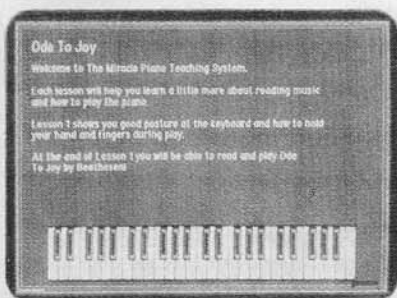 Ode To Joy
Welcome to The Miracle Piano Teaching System.
Each lesson will help you learn a little more about reading music
and how to play the piano.
Lesson 1 shows you good posture at the keyboard and how to hold
your hand and fingers during play.
At the end of Lesson 1 you will be able to read and play Ode
To Joy by Beethoven!